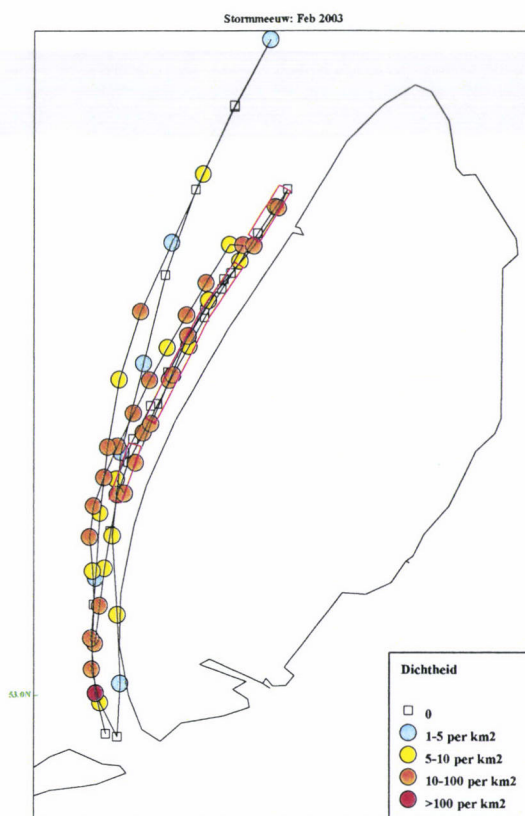 Stormmeeuw: Feb 2003
53.0N
Dichtheid
0
1-5 per km2
5-10 per km2
10-100 per km2
>100 per km2